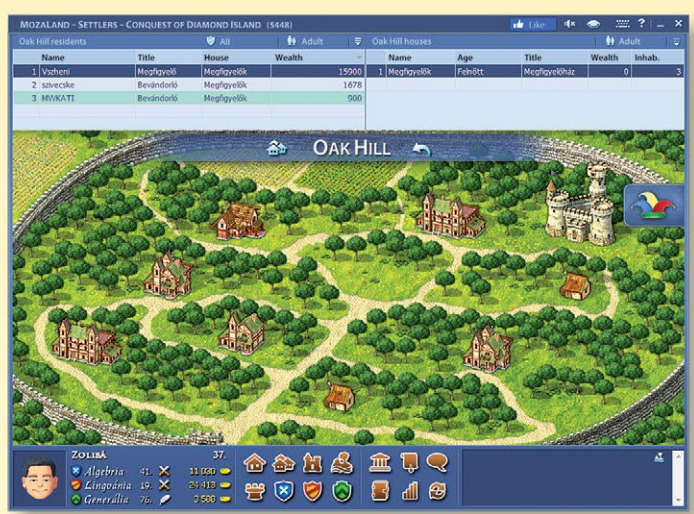 MOZALAND – SETTLERS – CONQUEST OF DIAMOND ISLAND (5448) Like ? _ ×
Oak Hill residents All Adult Oak Hill houses Adult
Name Title House Wealth Name Age Title Wealth Inhab.
1 Vszheni Megfigyelő Megfigyelők 15900 1 Megfigyelők Felnőtt Megfigyelőház 0 3
2 szivecske Bevándorló Megfigyelők 1678
3 MWKATI Bevándorló Megfigyelők 900
OAK HILL
ZOLIBÁ 37.
Algebria 41. 11 030
Lingvánia 19. 24 413
Generália 76. 3 508